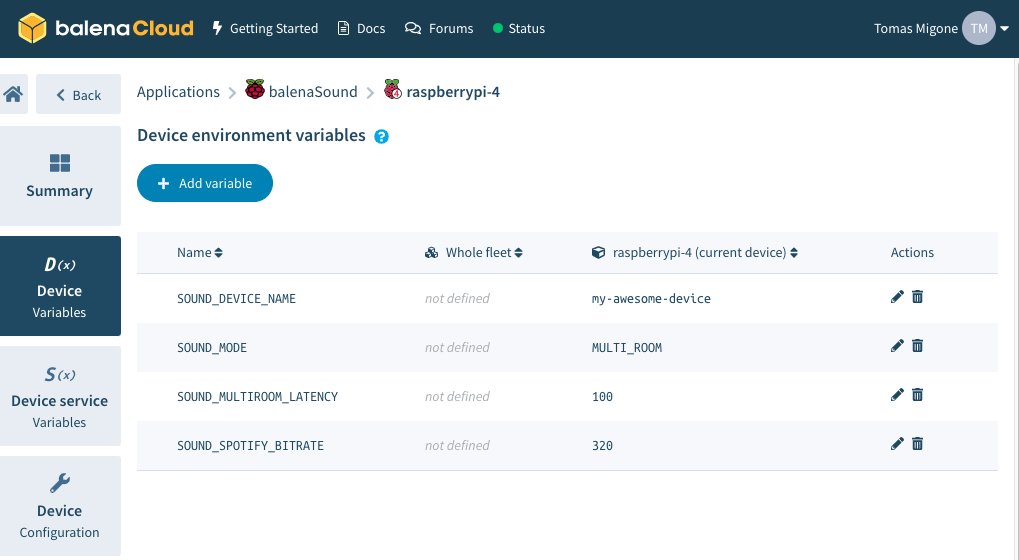 balenaCloud Getting Started Docs Forums Status Tomas Migone TM
Back Applications balenaSound raspberrypi-4
Device environment variables ?
+ Add variable
Summary
Name Whole fleet raspberrypi-4 (current device) Actions
D(x)
Device
Variables
SOUND_DEVICE_NAME not defined my-awesome-device
SOUND_MODE not defined MULTI_ROOM
S(x)
Device service
Variables
SOUND_MULTIROOM_LATENCY not defined 100
SOUND_SPOTIFY_BITRATE not defined 320
Device
Configuration